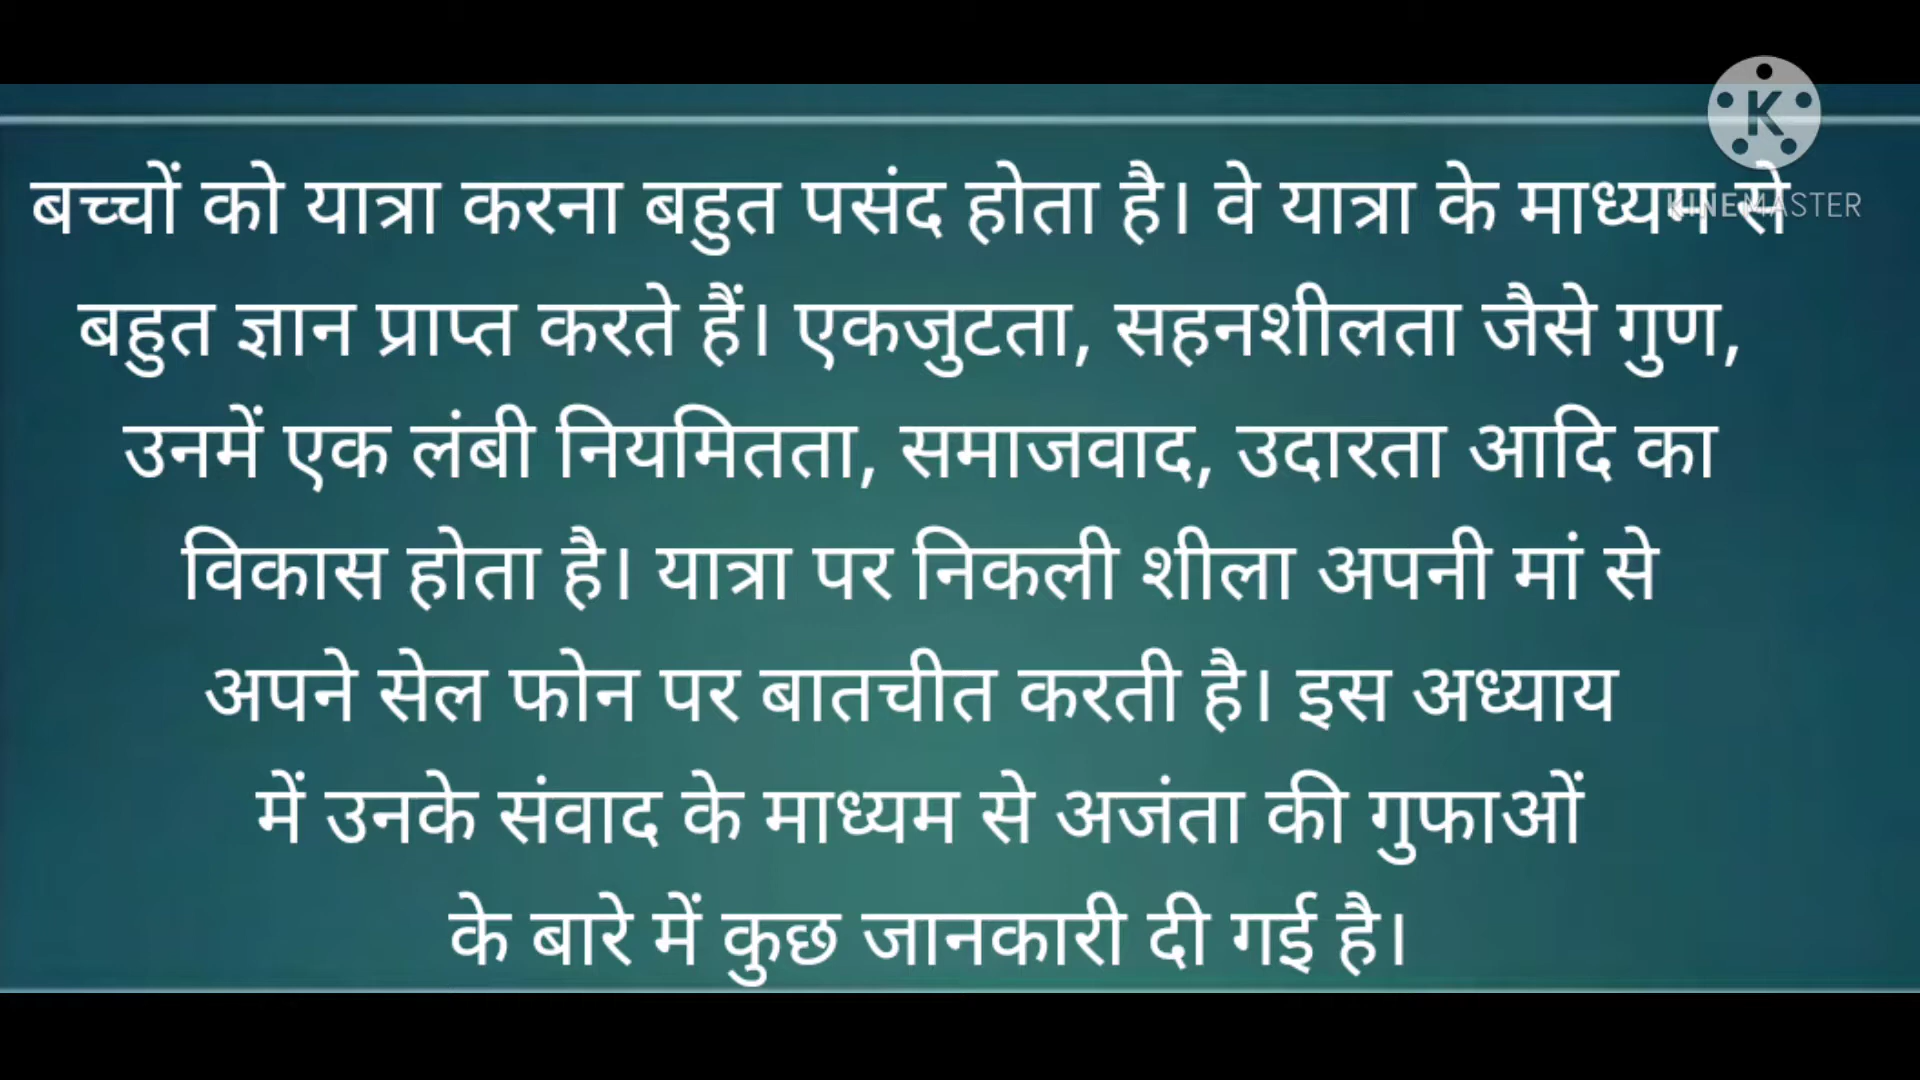 K
KINEMASTER
बच्चों को यात्रा करना बहुत पसंद होता है। वे यात्रा के माध्यम से
बहुत ज्ञान प्राप्त करते हैं। एकजुटता, सहनशीलता जैसे गुण,
उनमें एक लंबी नियमितता, समाजवाद, उदारता आदि का
विकास होता है। यात्रा पर निकली शीला अपनी मां से
अपने सेल फोन पर बातचीत करती है। इस अध्याय
में उनके संवाद के माध्यम से अजंता की गुफाओं
के बारे में कुछ जानकारी दी गई है।